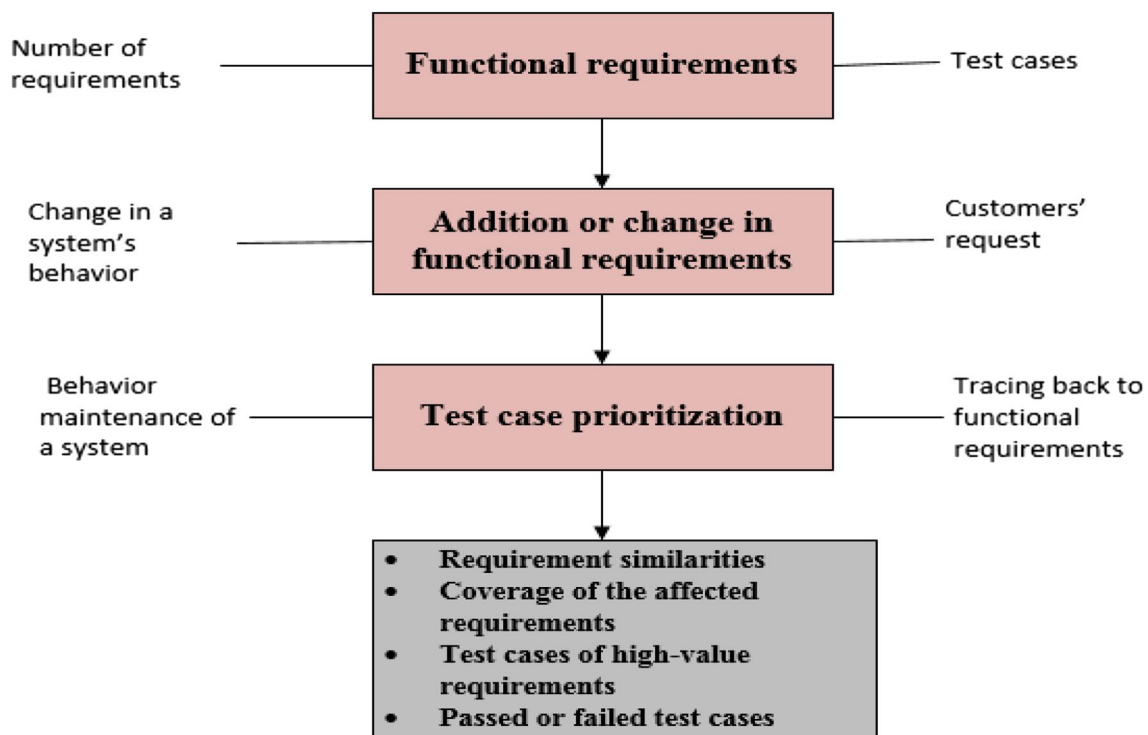 Number of
requirements
Functional requirements
Test cases
Change in a
system's
behavior
Addition or change in
functional requirements
Customers’
request
Behavior
maintenance of
a system
Test case prioritization
Tracing back to
functional
requirements
• Requirement similarities
• Coverage of the affected
requirements
• Test cases of high-value
requirements
• Passed or failed test cases